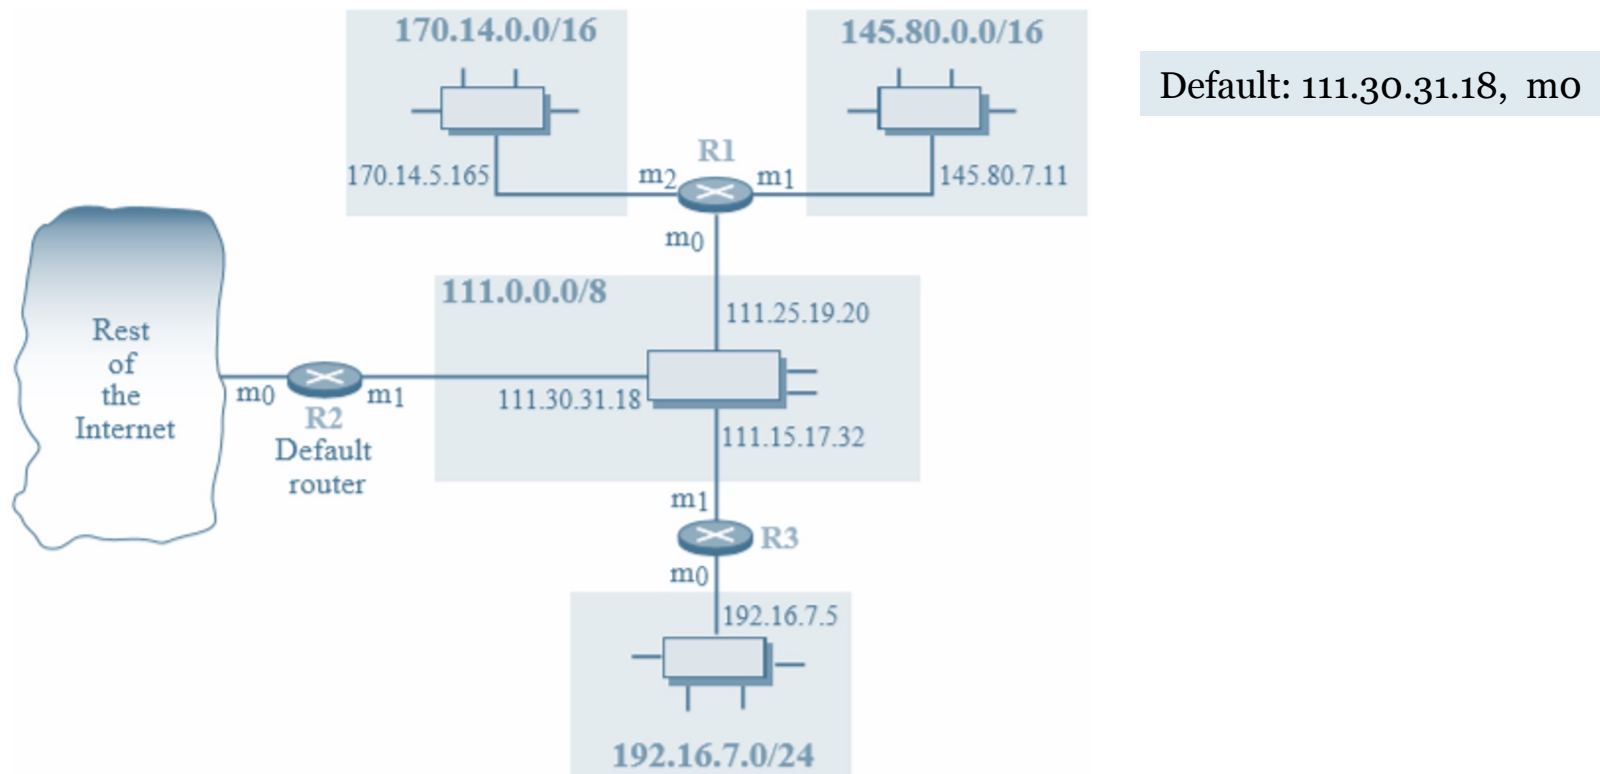 170.14.0.0/16
145.80.0.0/16
Default: 111.30.31.18, m0
R1
170.14.5.165
m2
m1
145.80.7.11
m0
111.0.0.0/8
111.25.19.20
Rest
of
the
Internet
m0
m1
111.30.31.18
R2
Default
router
111.15.17.32
m1
R3
m0
192.16.7.5
192.16.7.0/24